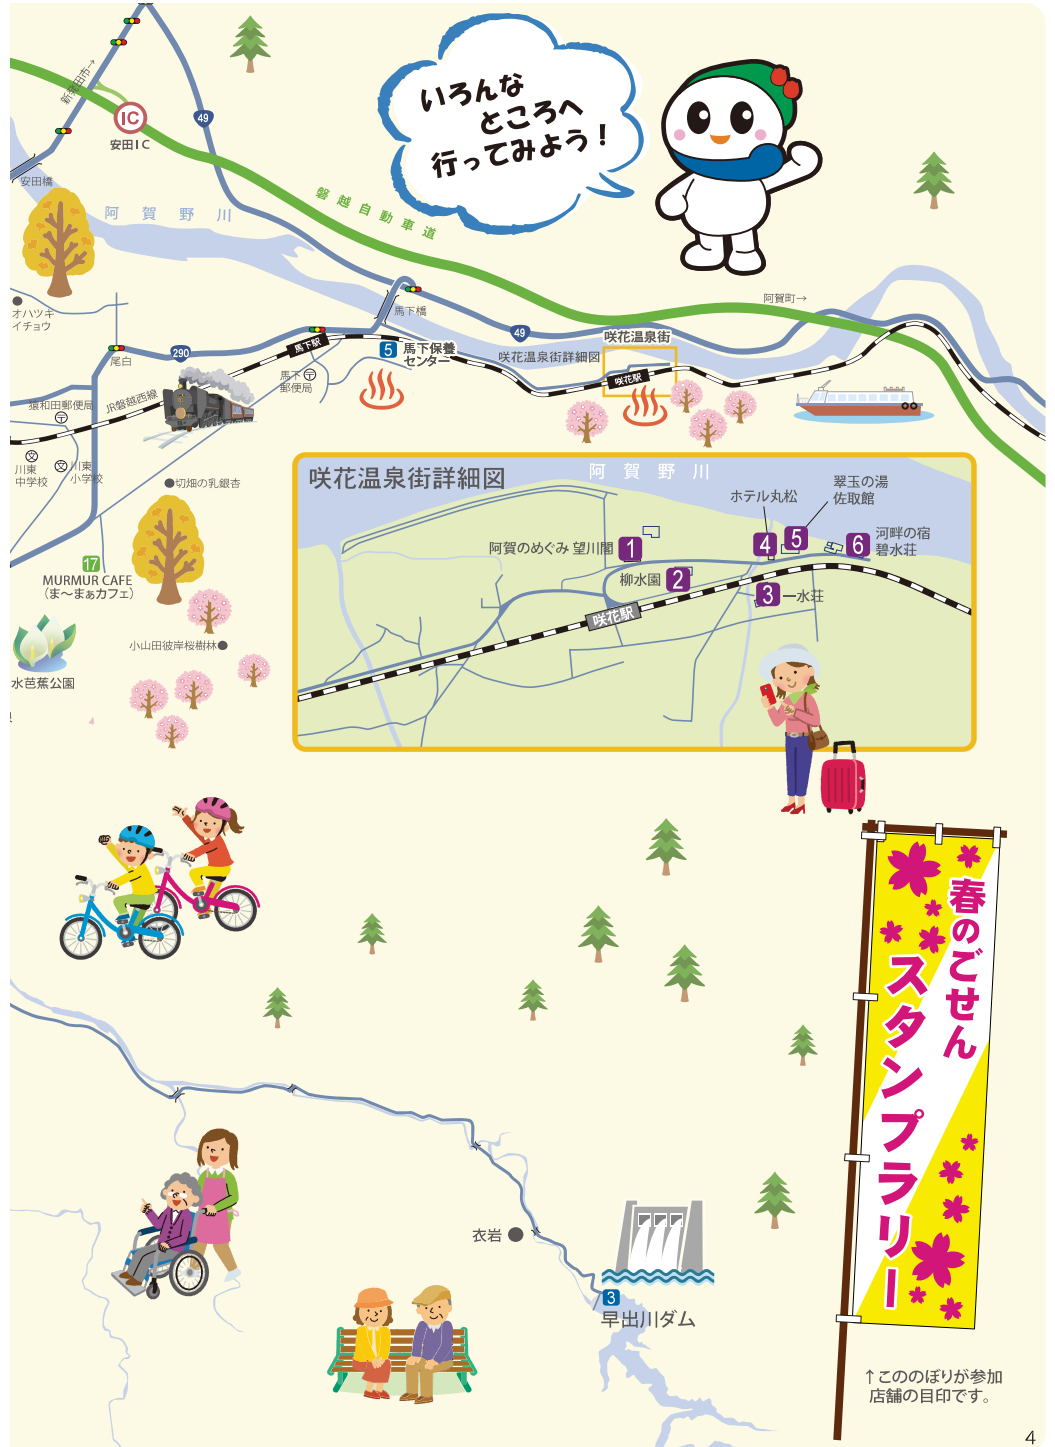 いろんな
ところへ
行ってみよう！
新発田市→
IC
安田IC
49
安田橋
阿賀野川
磐越自動車道
阿賀町→
オハツキ
イチョウ
馬下橋
尾白
290
馬下駅
5
馬下保養
センター
49
咲花温泉街
咲花温泉街詳細図
咲花駅
馬下
郵便局
猿和田郵便局
JR磐越西線
川東
中学校
川東
小学校
切畑の乳銀杏
17
MURMUR CAFE
（ま〜まぁカフェ）
小山田彼岸桜樹林
水芭蕉公園
咲花温泉街詳細図
阿賀野川
ホテル丸松
翠玉の湯
佐取館
阿賀のめぐみ 望川閣
1
4
5
6
河畔の宿
碧水荘
柳水園
2
3
一水荘
咲花駅
春のごせん
スタンプラリー
衣岩
3
早出川ダム
↑こののぼりが参加
店舗の目印です。
4